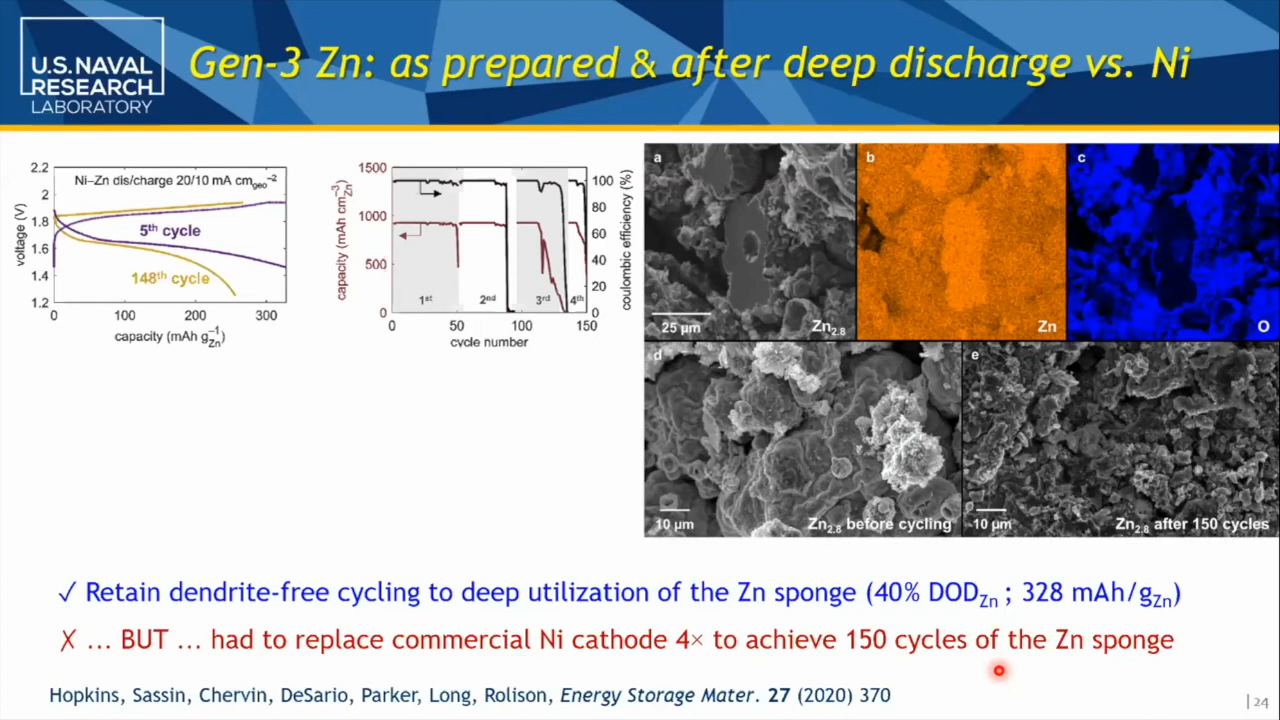 U.S. NAVAL
RESEARCH
LABORATORY
Gen-3 Zn: as prepared & after deep discharge vs. Ni
2.2
2
1.8
1.6
1.4
1.2
voltage (V)
Ni–Zn dis/charge 20/10 mA cm_geo^−2
5th cycle
148th cycle
0
100
200
300
capacity (mAh g_Zn^−1)
1500
1000
500
0
capacity (mAh cm_Zn^−3)
1st
2nd
3rd
4th
100
80
60
40
20
0
coulombic efficiency (%)
0
50
100
150
cycle number
a
25 µm
Zn2.8
b
Zn
c
O
d
10 µm
Zn2.8 before cycling
e
10 µm
Zn2.8 after 150 cycles
✓ Retain dendrite-free cycling to deep utilization of the Zn sponge (40% DODZn ; 328 mAh/gZn)
✗ ... BUT ... had to replace commercial Ni cathode 4× to achieve 150 cycles of the Zn sponge
Hopkins, Sassin, Chervin, DeSario, Parker, Long, Rolison, Energy Storage Mater. 27 (2020) 370
| 24